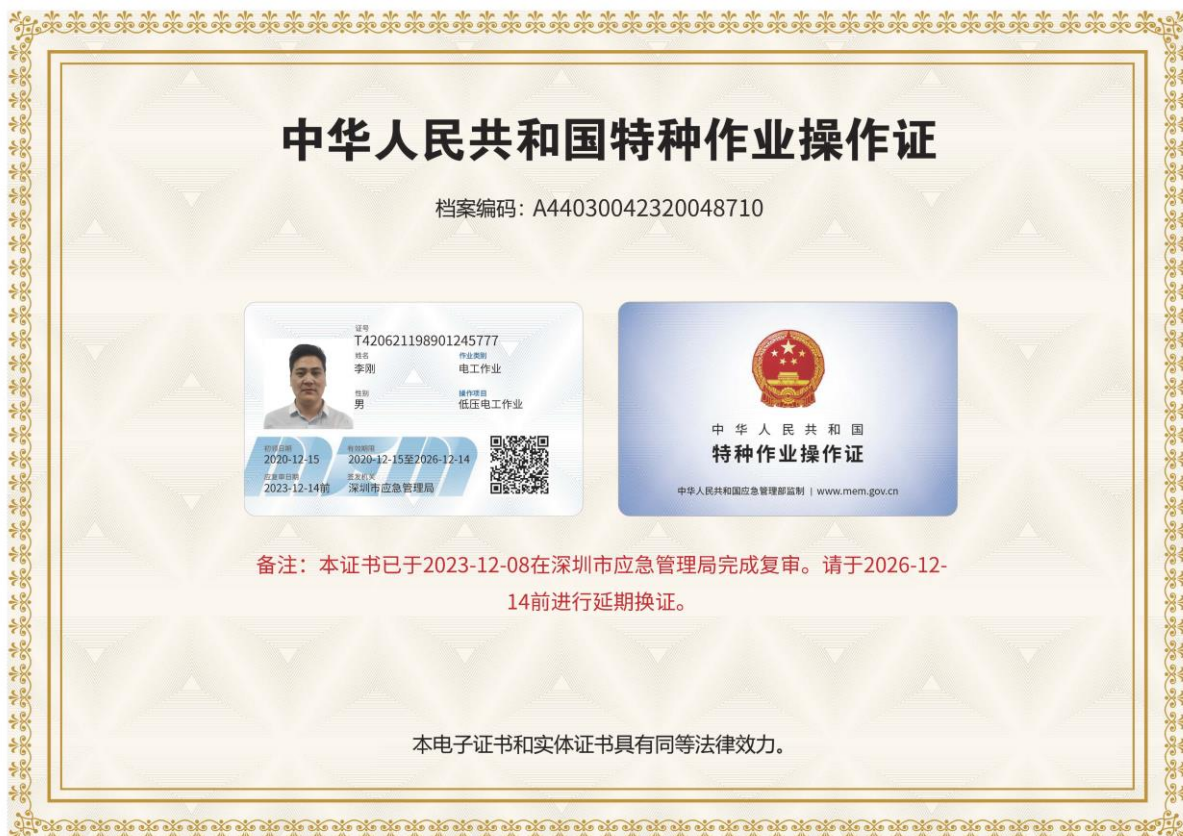 中华人民共和国特种作业操作证
档案编码：A44030042320048710
证号
T420621198901245777
姓名
李刚
作业类别
电工作业
性别
男
操作项目
低压电工作业
初领日期
2020-12-15
有效期限
2020-12-15至2026-12-14
应复审日期
2023-12-14前
签发机关
深圳市应急管理局
中华人民共和国
特种作业操作证
中华人民共和国应急管理部监制 | www.mem.gov.cn
备注：本证书已于2023-12-08在深圳市应急管理局完成复审。请于2026-12-
14前进行延期换证。
本电子证书和实体证书具有同等法律效力。